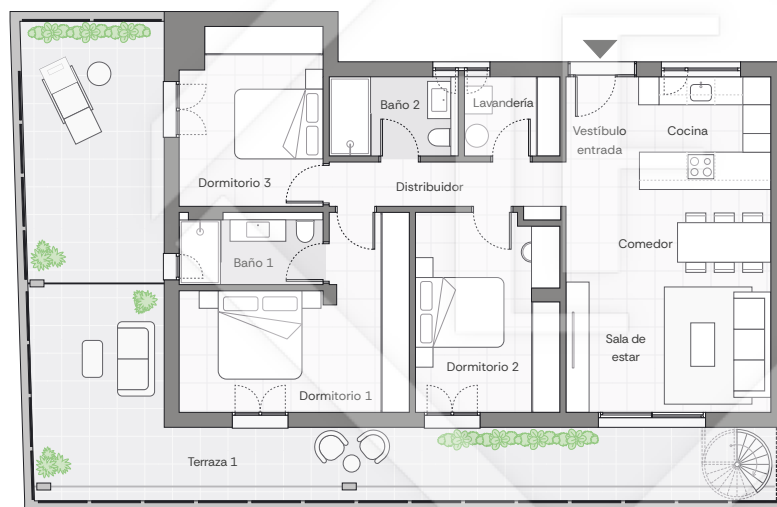 Baño 2
Lavandería
Vestíbulo
entrada
Cocina
Dormitorio 3
Distribuidor
Comedor
Baño 1
Sala de
estar
Dormitorio 2
Dormitorio 1
Terraza 1